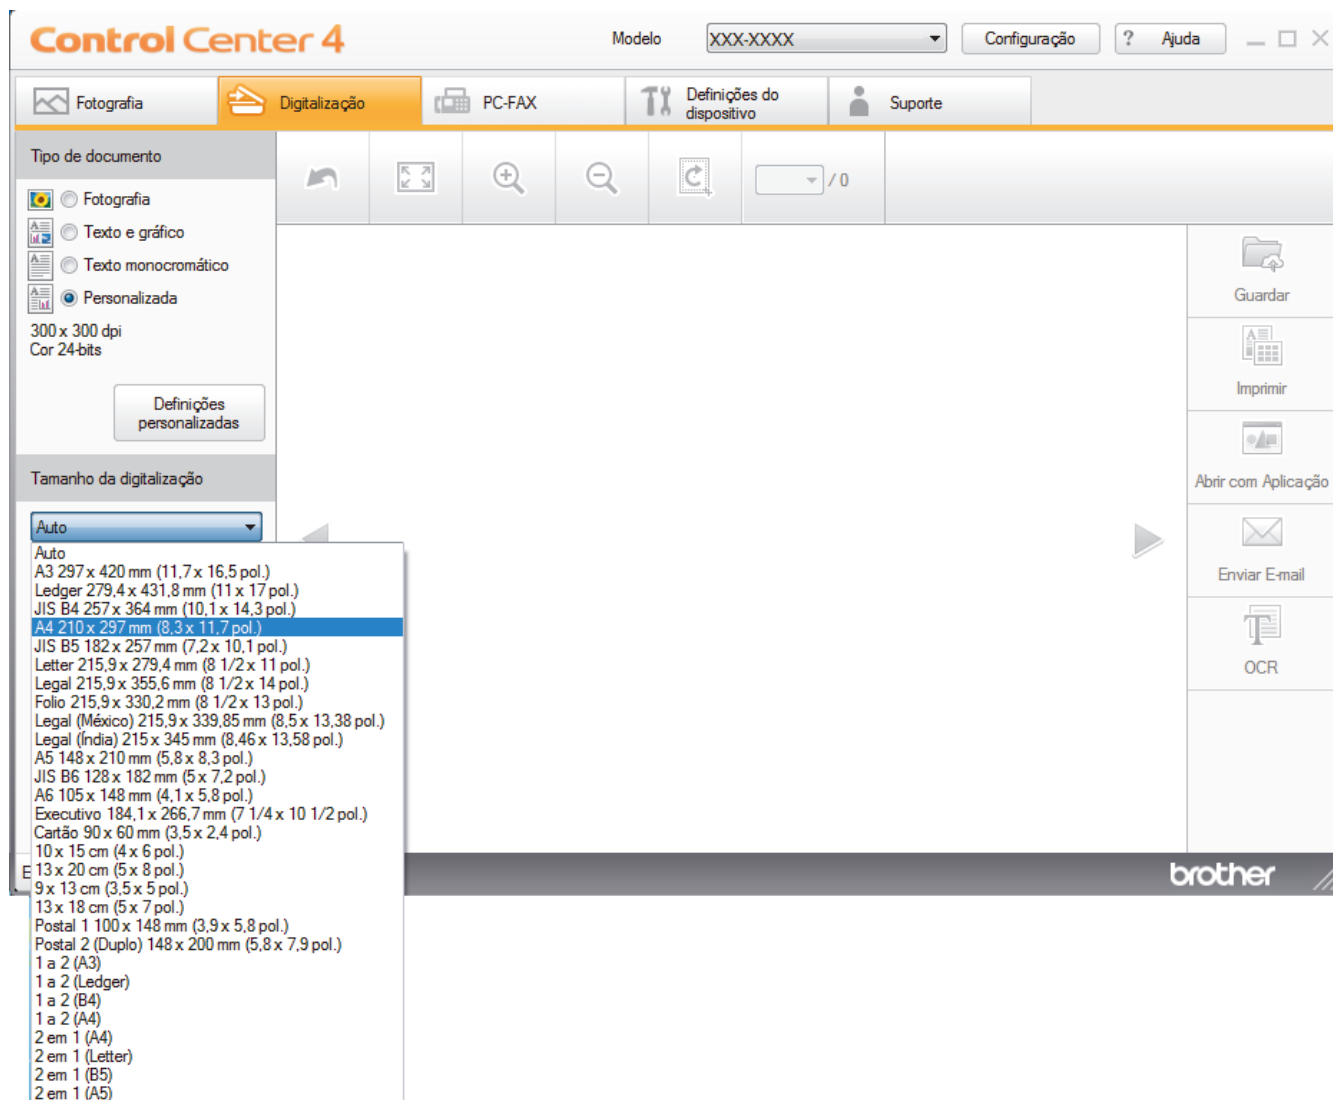 Control Center 4
Modelo
XXX-XXXX
Configuração
? Ajuda
Fotografia
Digitalização
PC-FAX
Definições do
dispositivo
Suporte
Tipo de documento
/ 0
Fotografia
Texto e gráfico
Texto monocromático
Personalizada
300 x 300 dpi
Cor 24-bits
Definições
personalizadas
Tamanho da digitalização
Auto
Auto
A3 297 x 420 mm (11,7 x 16,5 pol.)
Ledger 279,4 x 431,8 mm (11 x 17 pol.)
JIS B4 257 x 364 mm (10,1 x 14,3 pol.)
A4 210 x 297 mm (8,3 x 11,7 pol.)
JIS B5 182 x 257 mm (7,2 x 10,1 pol.)
Letter 215,9 x 279,4 mm (8 1/2 x 11 pol.)
Legal 215,9 x 355,6 mm (8 1/2 x 14 pol.)
Folio 215,9 x 330,2 mm (8 1/2 x 13 pol.)
Legal (México) 215,9 x 339,85 mm (8,5 x 13,38 pol.)
Legal (Índia) 215 x 345 mm (8,46 x 13,58 pol.)
A5 148 x 210 mm (5,8 x 8,3 pol.)
JIS B6 128 x 182 mm (5 x 7,2 pol.)
A6 105 x 148 mm (4,1 x 5,8 pol.)
Executivo 184,1 x 266,7 mm (7 1/4 x 10 1/2 pol.)
Cartão 90 x 60 mm (3,5 x 2,4 pol.)
10 x 15 cm (4 x 6 pol.)
13 x 20 cm (5 x 8 pol.)
9 x 13 cm (3,5 x 5 pol.)
13 x 18 cm (5 x 7 pol.)
Postal 1 100 x 148 mm (3,9 x 5,8 pol.)
Postal 2 (Duplo) 148 x 200 mm (5,8 x 7,9 pol.)
1 a 2 (A3)
1 a 2 (Ledger)
1 a 2 (B4)
1 a 2 (A4)
2 em 1 (A4)
2 em 1 (Letter)
2 em 1 (B5)
2 em 1 (A5)
Guardar
Imprimir
Abrir com Aplicação
Enviar E-mail
OCR
brother